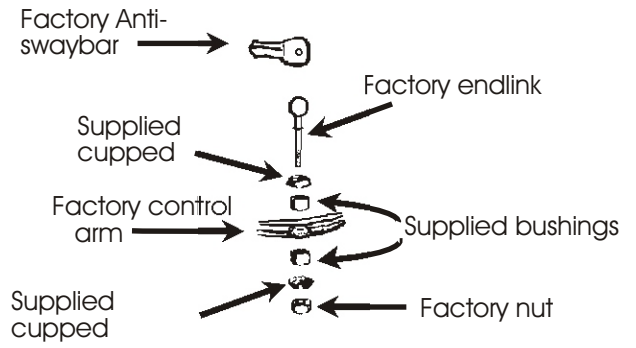 Factory Anti-
swaybar
Factory endlink
Supplied
cupped
Factory control
arm
Supplied bushings
Supplied
cupped
Factory nut